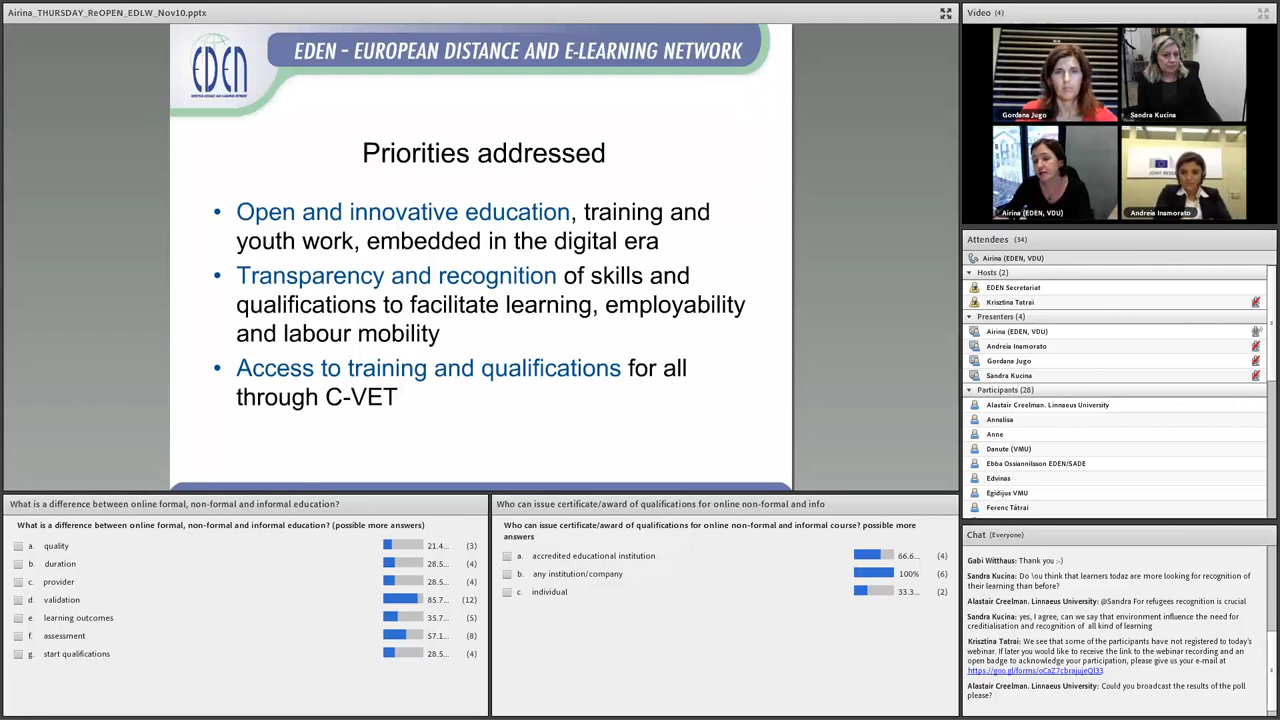 Airina_THURSDAY_ReOPEN_EDLW_Nov10.pptx
EDEN
EDEN – EUROPEAN DISTANCE AND E-LEARNING NETWORK
Priorities addressed
• Open and innovative education, training and
youth work, embedded in the digital era
• Transparency and recognition of skills and
qualifications to facilitate learning, employability
and labour mobility
• Access to training and qualifications for all
through C-VET
What is a difference between online formal, non-formal and informal education?
What is a difference between online formal, non-formal and informal education? (possible more answers)
a. quality 21.4... (3)
b. duration 28.5... (4)
c. provider 28.5... (4)
d. validation 85.7... (12)
e. learning outcomes 35.7... (5)
f. assessment 57.1... (8)
g. start qualifications 28.5... (4)
Who can issue certificate/award of qualifications for online non-formal and info
Who can issue certificate/award of qualifications for online non-formal and informal course? possible more
answers
a. accredited educational institution 66.6... (4)
b. any institution/company 100% (6)
c. individual 33.3... (2)
Video (4)
Gordana Jugo
Sandra Kucina
Airina (EDEN, VDU)
JOINT RESE
Andreia Inamorato
Attendees (34)
Airina (EDEN, VDU)
Hosts (2)
EDEN Secretariat
Krisztina Tatrai
Presenters (4)
Airina (EDEN, VDU)
Andreia Inamorato
Gordana Jugo
Sandra Kucina
Participants (28)
Alastair Creelman. Linnaeus University
Annalisa
Anne
Danute (VMU)
Ebba Ossiannilsson EDEN/SADE
Edvinas
Egidijus VMU
Ferenc Tátrai
Chat (Everyone)
Gabi Witthaus: Thank you :-)
Sandra Kucina: Do \ou think that learners todaz are more looking for recognition of
their learning than before?
Alastair Creelman. Linnaeus University: @Sandra For refugees recognition is crucial
Sandra Kucina: yes, I agree, can we say that environment influence the need for
creditialisation and recognition of all kind of learning
Krisztina Tatrai: We see that some of the participants have not registered to today's
webinar. If later you would like to receive the link to the webinar recording and an
open badge to acknowledge your participation, please give us your e-mail at
https://goo.gl/forms/oCaZ7cbrajujeQl33
Alastair Creelman. Linnaeus University: Could you broadcast the results of the poll
please?